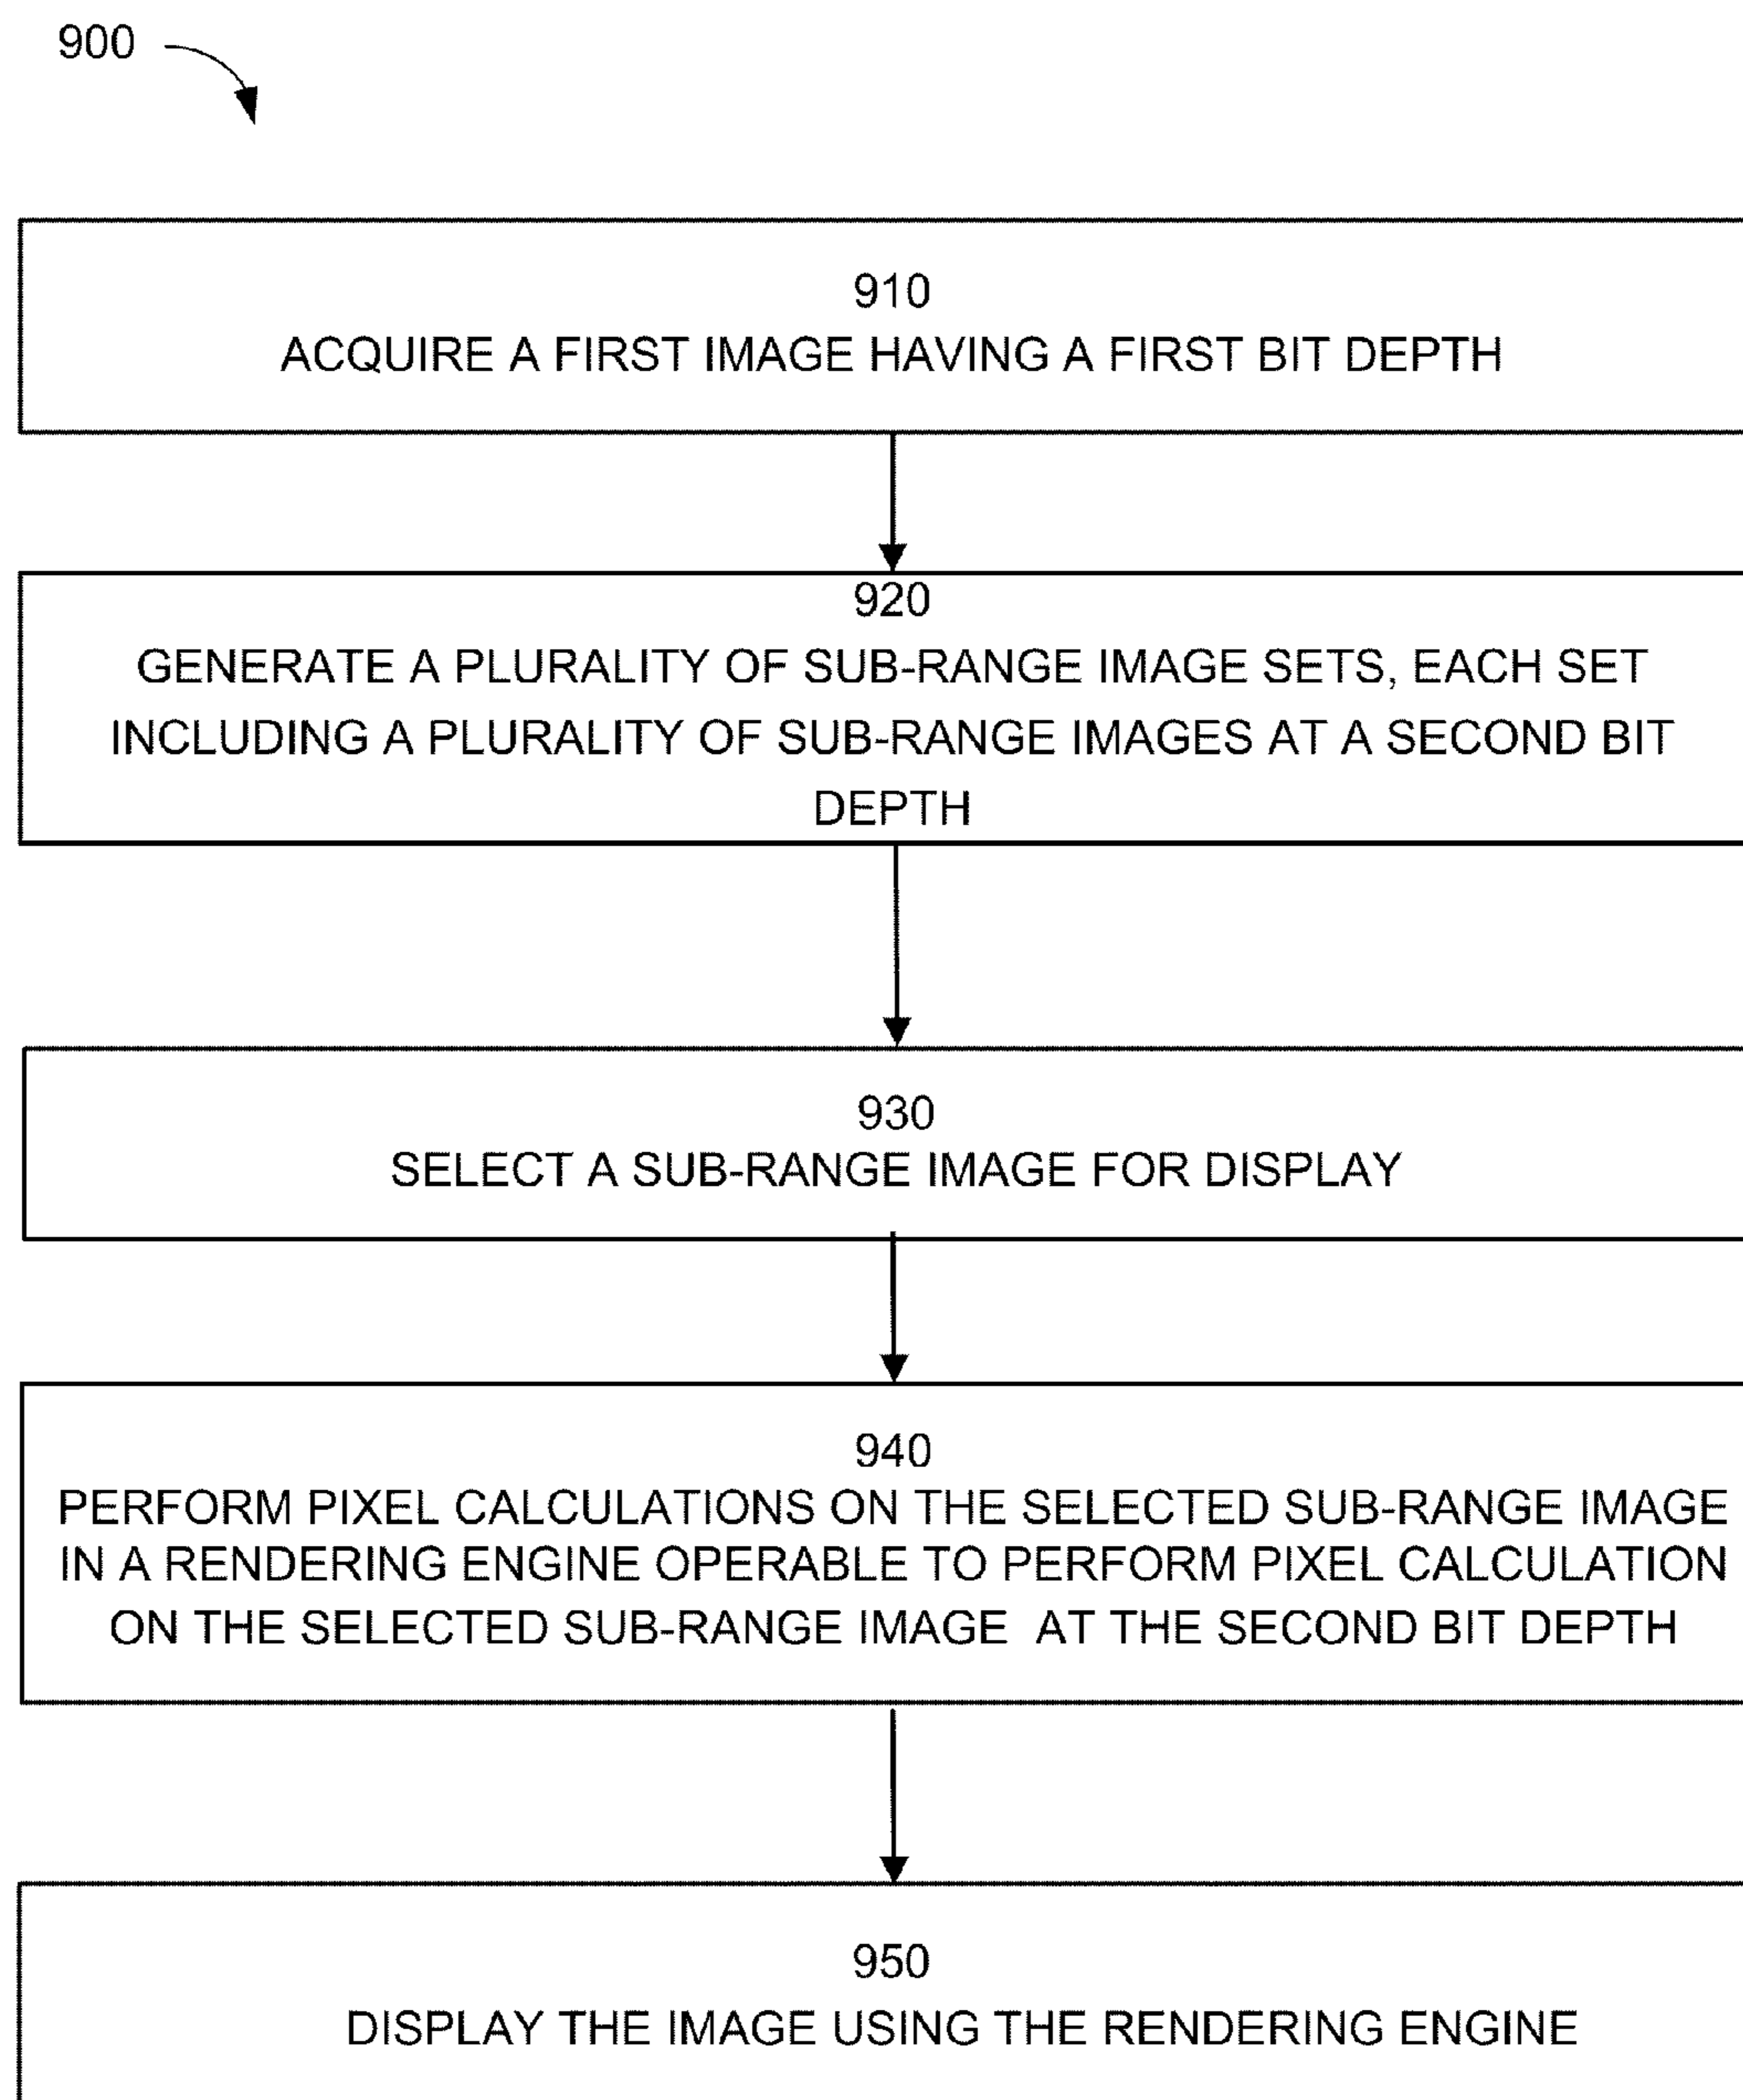 900
910
ACQUIRE A FIRST IMAGE HAVING A FIRST BIT DEPTH
920
GENERATE A PLURALITY OF SUB-RANGE IMAGE SETS, EACH SET
INCLUDING A PLURALITY OF SUB-RANGE IMAGES AT A SECOND BIT
DEPTH
930
SELECT A SUB-RANGE IMAGE FOR DISPLAY
940
PERFORM PIXEL CALCULATIONS ON THE SELECTED SUB-RANGE IMAGE
IN A RENDERING ENGINE OPERABLE TO PERFORM PIXEL CALCULATION
ON THE SELECTED SUB-RANGE IMAGE AT THE SECOND BIT DEPTH
950
DISPLAY THE IMAGE USING THE RENDERING ENGINE